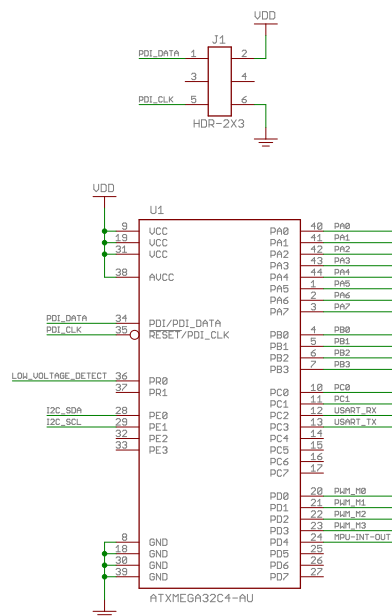 VDD
J1
PDI_DATA 1 2
3 4
PDI_CLK 5 6
HDR-2X3
VDD
U1
9 VCC PA0 40 PA0
19 VCC PA1 41 PA1
31 VCC PA2 42 PA2
PA3 43 PA3
38 AVCC PA4 44 PA4
PA5 1 PA5
PA6 2 PA6
PA7 3 PA7
PDI_DATA 34 PDI/PDI_DATA
PDI_CLK 35 RESET/PDI_CLK PB0 4 PB0
PB1 5 PB1
PB2 6 PB2
PB3 7 PB3
LOW_VOLTAGE_DETECT 36 PR0
37 PR1 PC0 10 PC0
PC1 11 PC1
I2C_SDA 28 PE0 PC2 12 USART_RX
I2C_SCL 29 PE1 PC3 13 USART_TX
32 PE2 PC4 14
33 PE3 PC5 15
PC6 16
PC7 17
PD0 20 PWM_M0
PD1 21 PWM_M1
PD2 22 PWM_M2
PD3 23 PWM_M3
8 GND PD4 24 MPU-INT-OUT
18 GND PD5 25
30 GND PD6 26
39 GND PD7 27
ATXMEGA32C4-AU